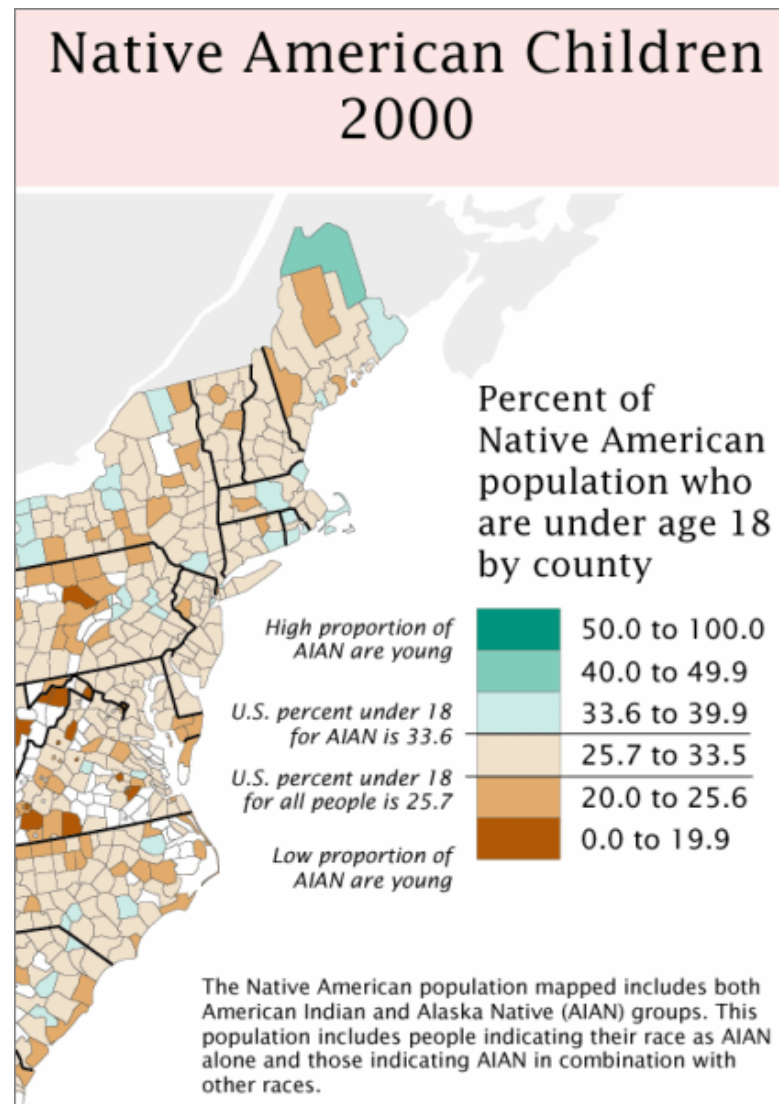 Native American Children
2000
Percent of
Native American
population who
are under age 18
by county
High proportion of
AIAN are young
U.S. percent under 18
for AIAN is 33.6
U.S. percent under 18
for all people is 25.7
Low proportion of
AIAN are young
50.0 to 100.0
40.0 to 49.9
33.6 to 39.9
25.7 to 33.5
20.0 to 25.6
0.0 to 19.9
The Native American population mapped includes both
American Indian and Alaska Native (AIAN) groups. This
population includes people indicating their race as AIAN
alone and those indicating AIAN in combination with
other races.